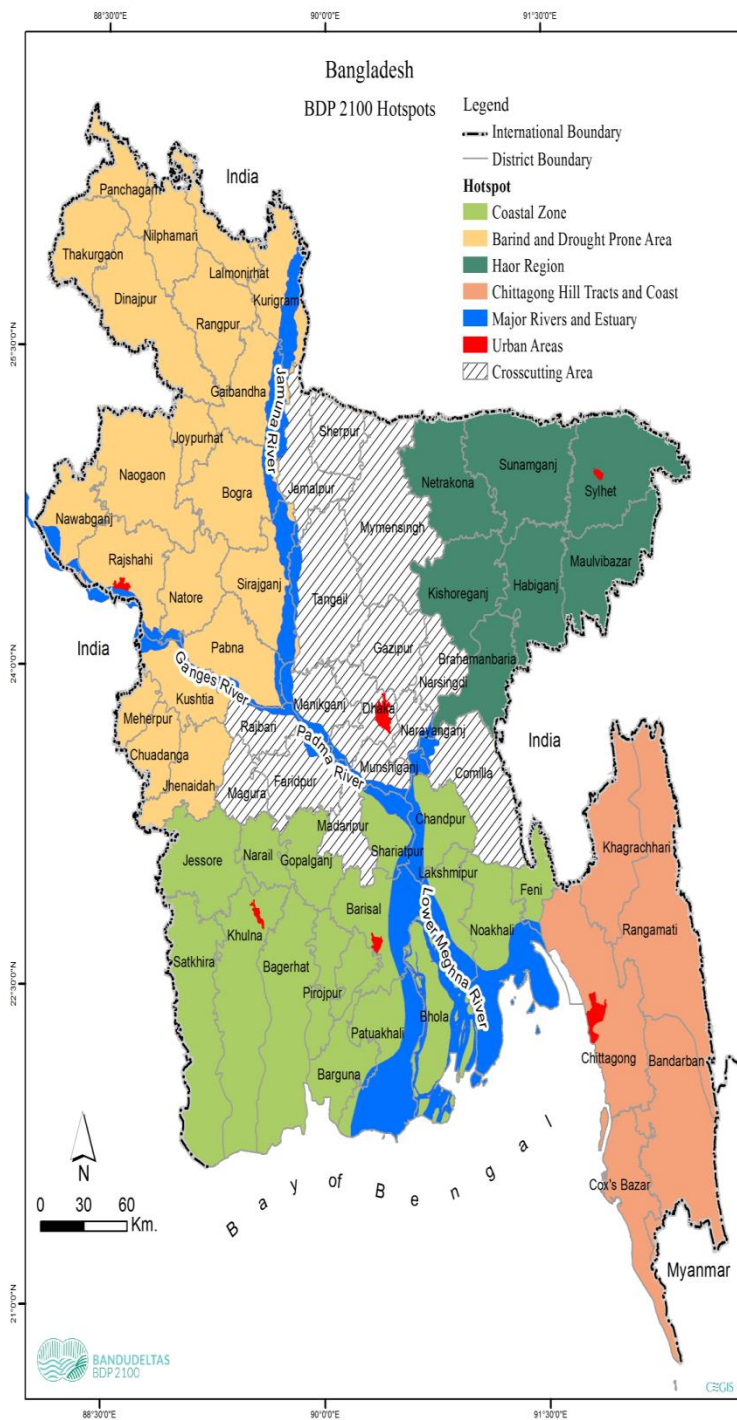 88°30'0"E 90°0'0"E 91°30'0"E
Bangladesh
BDP 2100 Hotspots
Legend
International Boundary
District Boundary
Hotspot
Coastal Zone
Barind and Drought Prone Area
Haor Region
Chittagong Hill Tracts and Coast
Major Rivers and Estuary
Urban Areas
Crosscutting Area
India
Panchagarh
Nilphamari
Thakurgaon
Lalmonirhat
Dinajpur
Kurigram
Rangpur
25°30'0"N
Gaibandha
Jamuna River
Sherpur
Joypurhat
Naogaon
Jamalpur
Netrakona
Sunamganj
Sylhet
Bogra
Nawabganj
Mymensingh
Rajshahi
Maulvibazar
Sirajganj
Kishoreganj
Habiganj
Natore
Tangail
Pabna
Gazipur
India
24°0'0"N
Ganges River
Brahamanbaria
Narsingdi
Kushtia
Meherpur
Manikganj
Dhaka
Rajbari
Narayanganj
India
Padma River
Chuadanga
Munshiganj
Comilla
Jhenaidah
Faridpur
Magura
Madaripur
Chandpur
Khagrachhari
Jessore
Narail
Gopalganj
Shariatpur
Lakshmipur
Feni
Barisal
Lower Meghna River
Khulna
Noakhali
Rangamati
Satkhira
Bagerhat
22°30'0"N
Pirojpur
Bhola
Patuakhali
Chittagong
Bandarban
Barguna
Bay of Bengal
N
0 30 60
Km.
Cox's Bazar
Myanmar
21°0'0"N
BANDUDELTAS
BDP2100
CEGIS
88°30'0"E 90°0'0"E 91°30'0"E